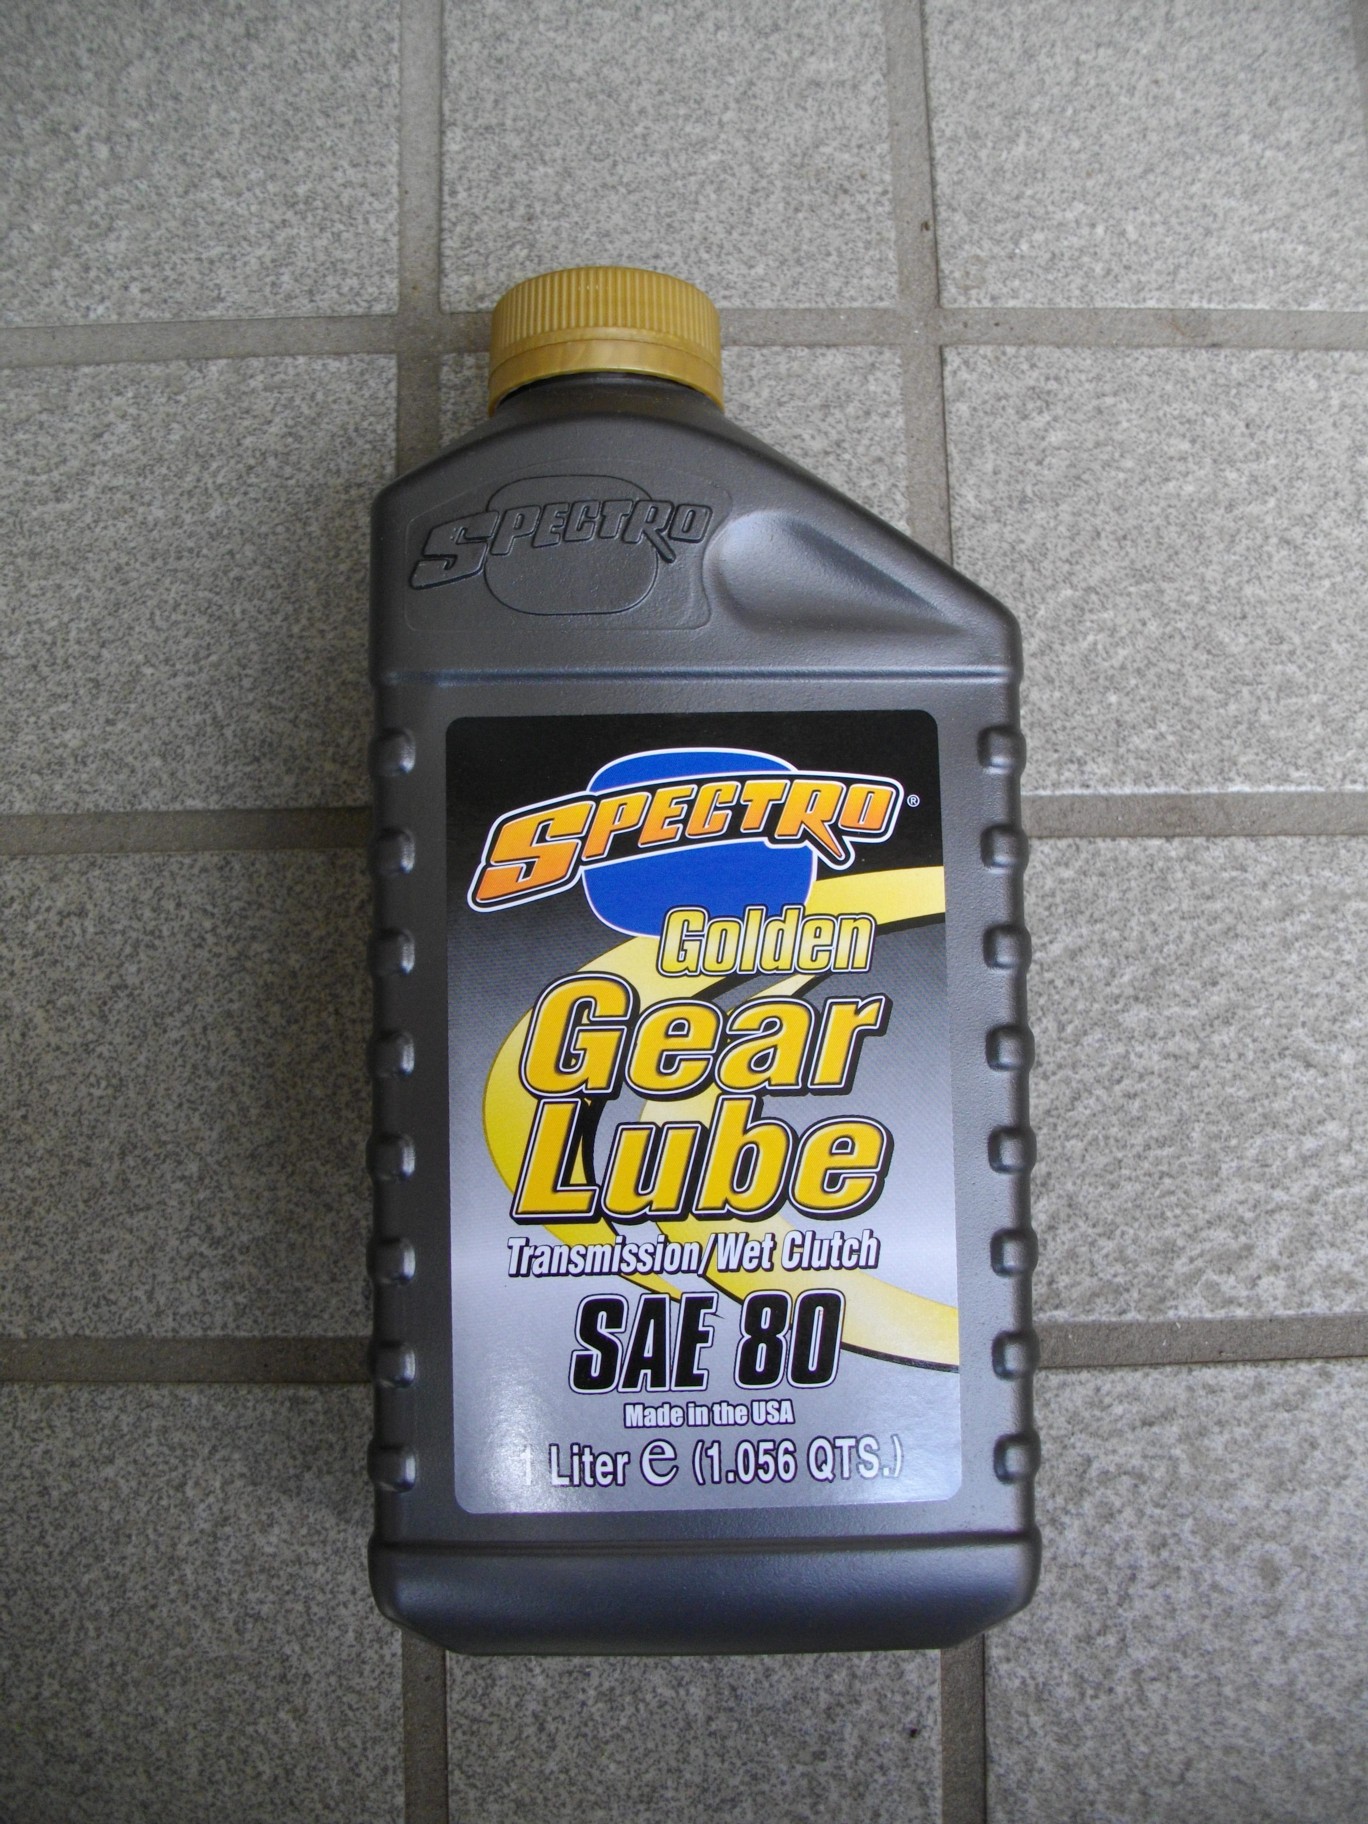 SPECTRO
SPECTRO®
Golden
Gear
Lube
Transmission/Wet Clutch
SAE 80
Made in the USA
1 Liter e (1.056 QTS.)